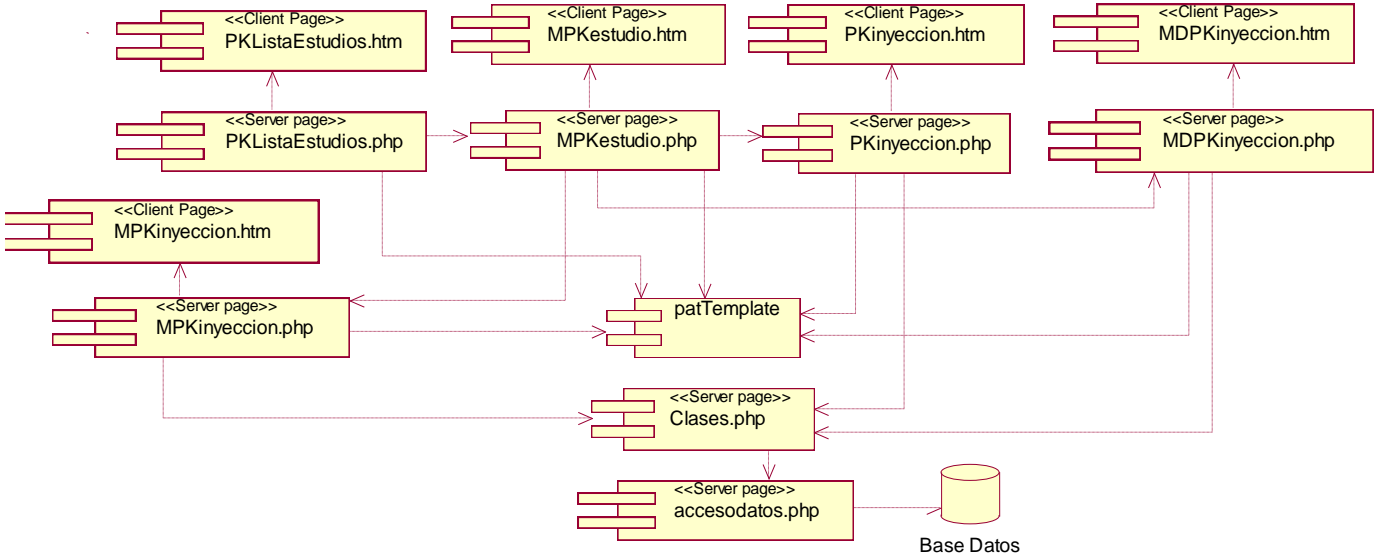 <<Client Page>>
PKListaEstudios.htm
<<Client Page>>
MPKestudio.htm
<<Client Page>>
PKinyeccion.htm
<<Client Page>>
MDPKinyeccion.htm
<<Server page>>
PKListaEstudios.php
<<Server page>>
MPKestudio.php
<<Server page>>
PKinyeccion.php
<<Server page>>
MDPKinyeccion.php
<<Client Page>>
MPKinyeccion.htm
<<Server page>>
MPKinyeccion.php
patTemplate
<<Server page>>
Clases.php
<<Server page>>
accesodatos.php
Base Datos